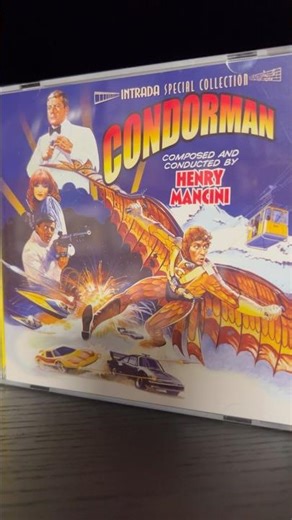 INTRADA SPECIAL COLLECTION
CONDORMAN
COMPOSED AND
CONDUCTED BY
HENRY
MANCINI